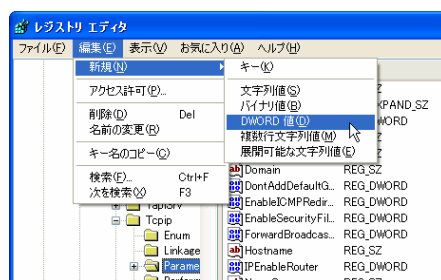 レジストリ エディタ
ファイル(F) 編集(E) 表示(V) お気に入り(A) ヘルプ(H)
新規(N)
キー(K)
アクセス許可(P)...
文字列値(S)
バイナリ値(B)
XPAND_SZ
削除(D) Del
DWORD 値(D)
WORD
名前の変更(R)
複数行文字列値(M)
キー名のコピー(C)
展開可能な文字列値(E)
検索(F)... Ctrl+F
Domain REG_SZ
次を検索(X) F3
DontAddDefaultG... REG_DWORD
EnableICMPRedir... REG_DWORD
Tcpip
EnableSecurityFil... REG_DWORD
Enum
ForwardBroadcas... REG_DWORD
Linkage
Hostname REG_SZ
Parame
IPEnableRouter REG_DWORD